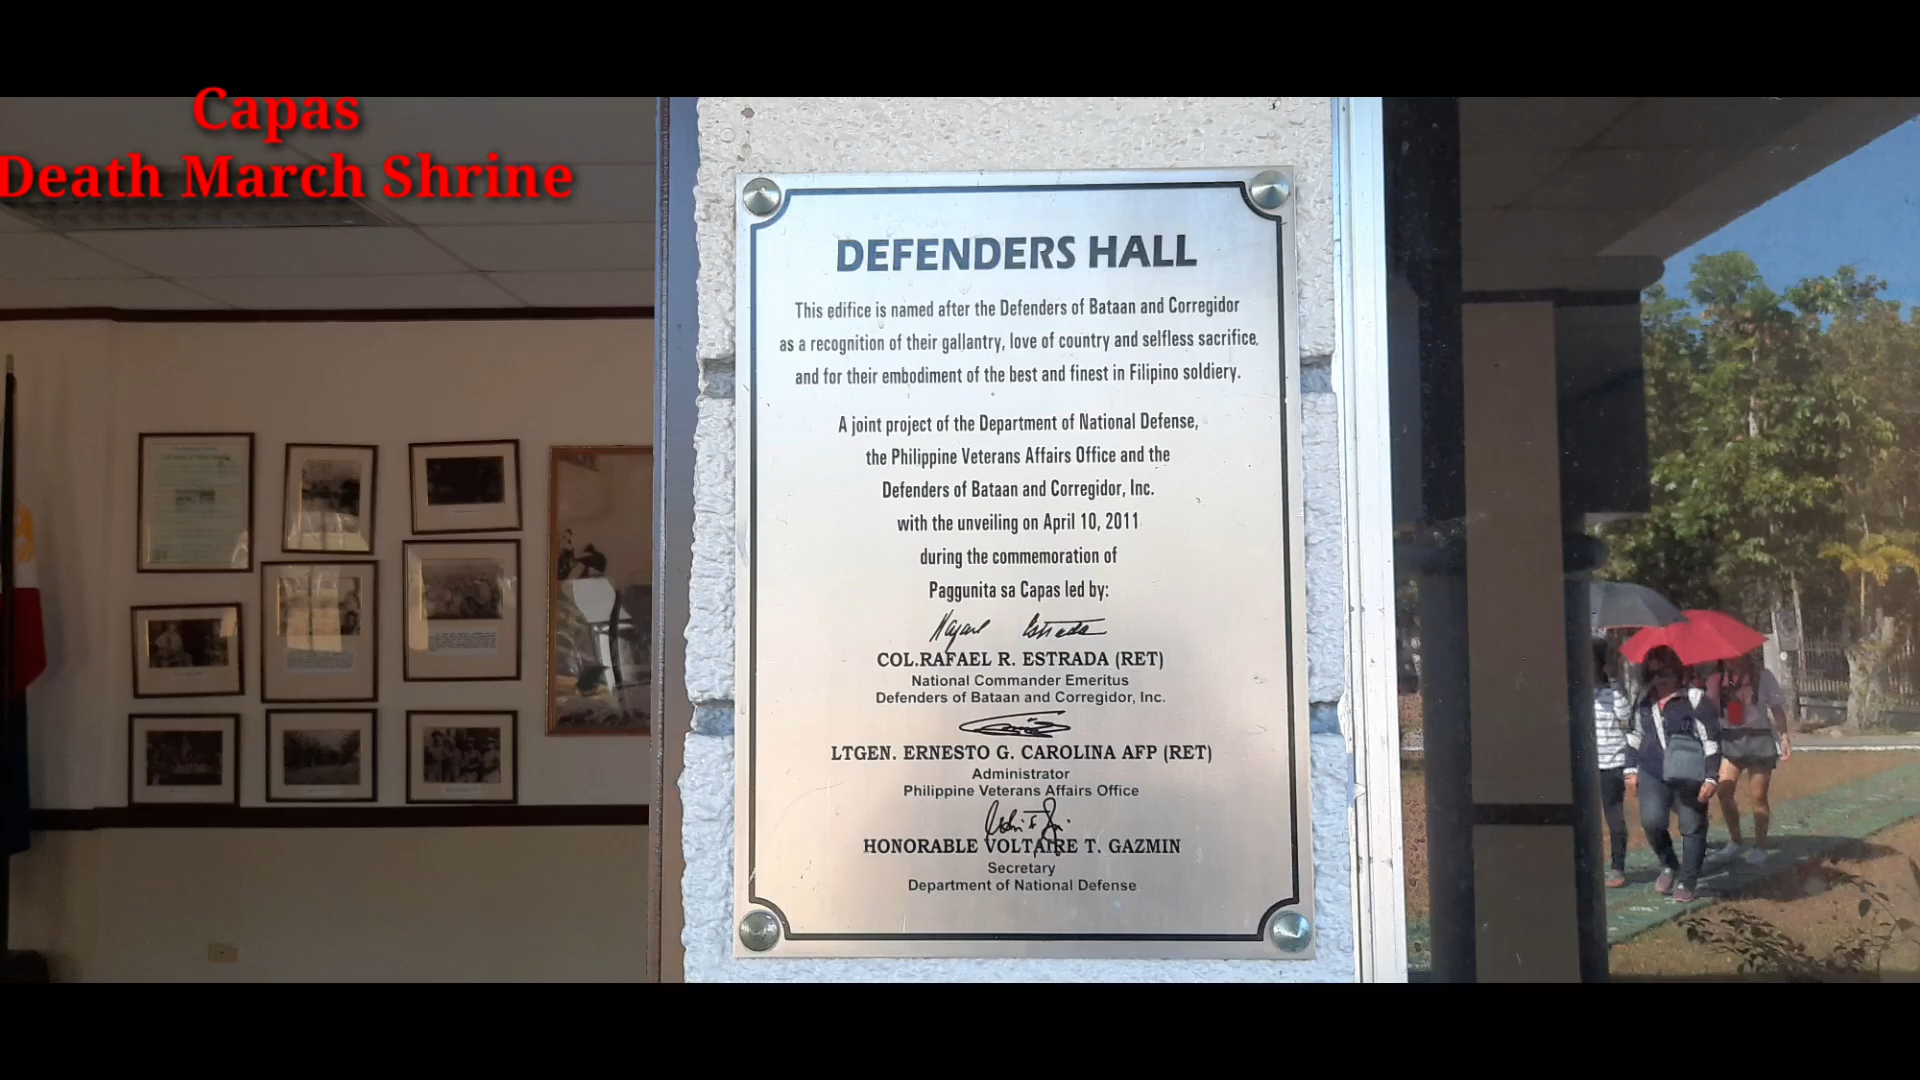 Capas
Death March Shrine
DEFENDERS HALL
This edifice is named after the Defenders of Bataan and Corregidor
as a recognition of their gallantry, love of country and selfless sacrifice,
and for their embodiment of the best and finest in Filipino soldiery.
A joint project of the Department of National Defense,
the Philippine Veterans Affairs Office and the
Defenders of Bataan and Corregidor, Inc.
with the unveiling on April 10, 2011
during the commemoration of
Paggunita sa Capas led by:
COL.RAFAEL R. ESTRADA (RET)
National Commander Emeritus
Defenders of Bataan and Corregidor, Inc.
LTGEN. ERNESTO G. CAROLINA AFP (RET)
Administrator
Philippine Veterans Affairs Office
HONORABLE VOLTAIRE T. GAZMIN
Secretary
Department of National Defense